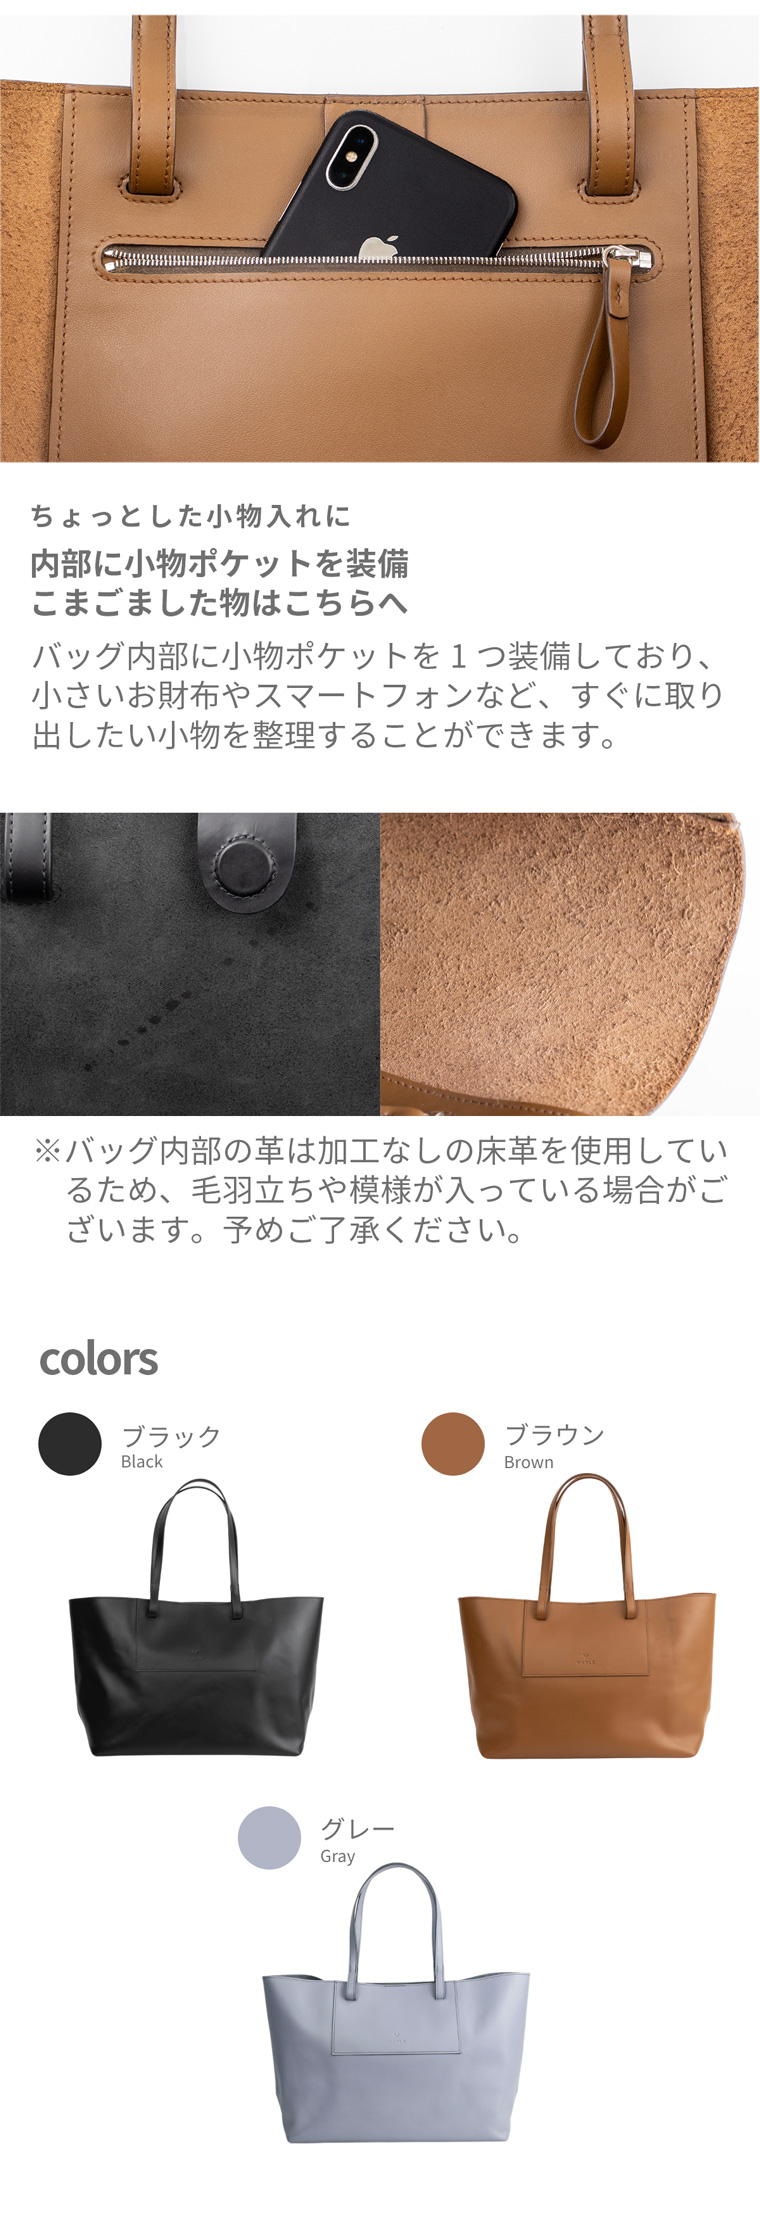 ちょっとした小物入れに
内部に小物ポケットを装備
こまごました物はこちらへ
バッグ内部に小物ポケットを1つ装備しており、
小さいお財布やスマートフォンなど、すぐに取り
出したい小物を整理することができます。
※バッグ内部の革は加工なしの床革を使用してい
るため、毛羽立ちや模様が入っている場合がご
ざいます。予めご了承ください。
colors
ブラック
Black
ブラウン
Brown
グレー
Gray